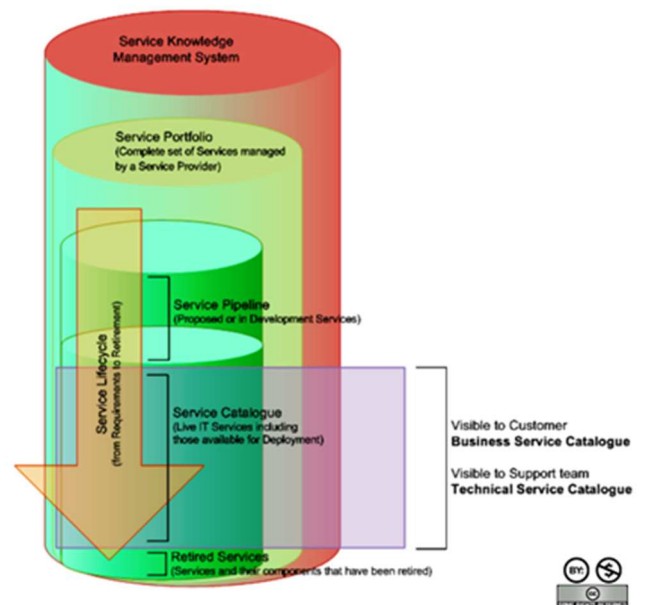 Service Knowledge
Management System
Service Portfolio
(Complete set of Services managed
by a Service Provider)
Service Pipeline
(Proposed or in Development Services)
Service Lifecycle
(from Requirements to Retirement)
Service Catalogue
(Live IT Services including
those available for Deployment)
Visible to Customer
Business Service Catalogue
Visible to Support team
Technical Service Catalogue
Retired Services
(Services and their components that have been retired)
BY:
cc